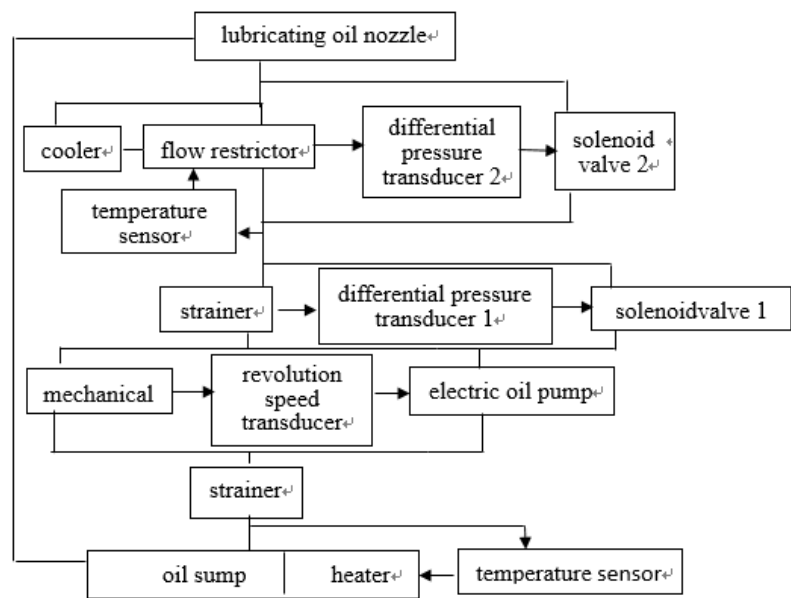 lubricating oil nozzle
cooler
flow restrictor
differential
pressure
transducer 2
solenoid
valve 2
temperature
sensor
strainer
differential pressure
transducer 1
solenoidvalve 1
mechanical
revolution
speed
transducer
electric oil pump
strainer
oil sump
heater
temperature sensor